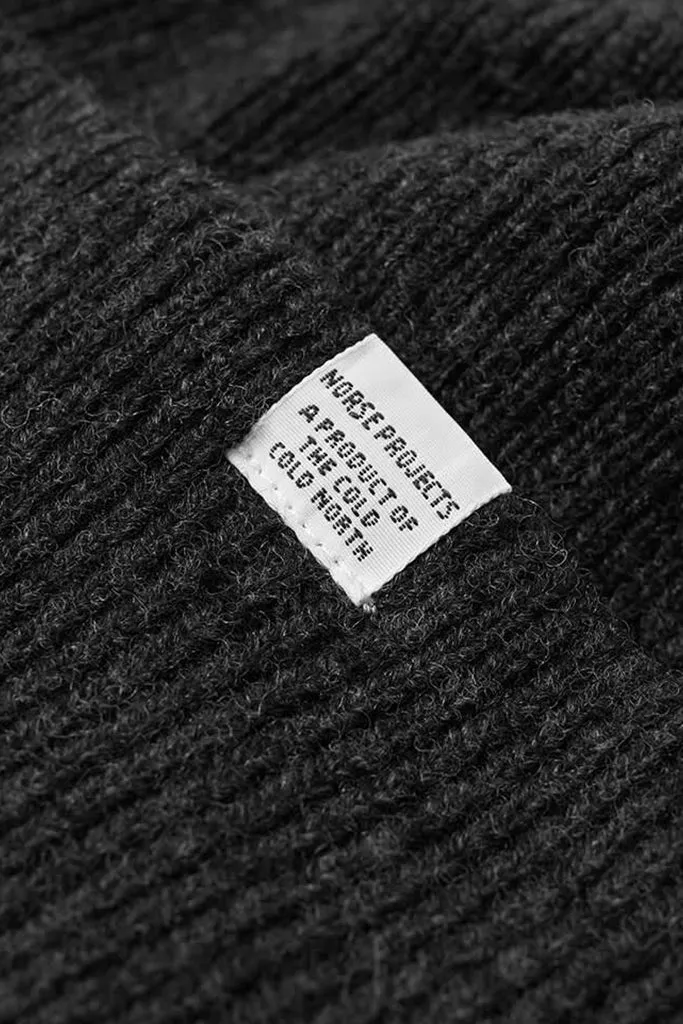 NORSE PROJECTS
A PRODUCT OF
THE COLD
COLD NORTH